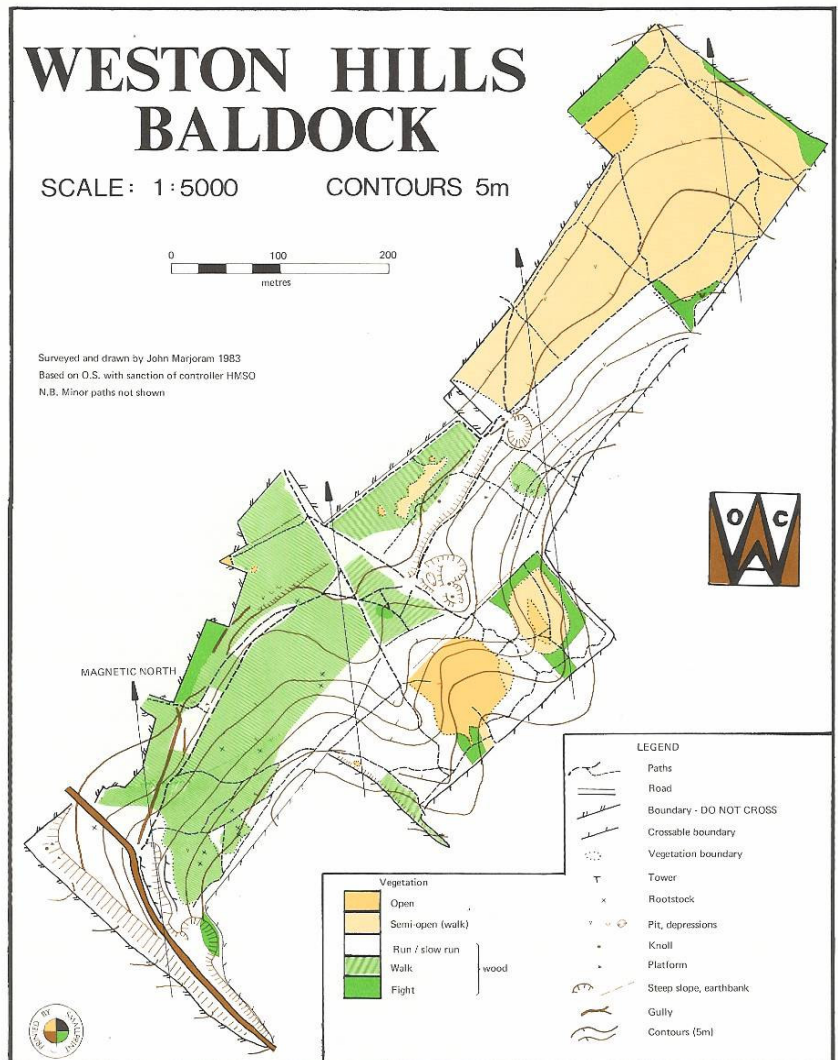 WESTON HILLS
BALDOCK
SCALE: 1:5000 CONTOURS 5m
0 100 200
metres
Surveyed and drawn by John Marjoram 1983
Based on O.S. with sanction of controller HMSO
N.B. Minor paths not shown
O C
W
MAGNETIC NORTH
LEGEND
Paths
Road
Boundary - DO NOT CROSS
Crossable boundary
Vegetation boundary
Tower
Rootstock
Pit, depressions
Knoll
Platform
Steep slope, earthbank
Gully
Contours (5m)
Vegetation
Open
Semi-open (walk)
Run / slow run
Walk
wood
Fight
PRINTED BY SMALLPRINT